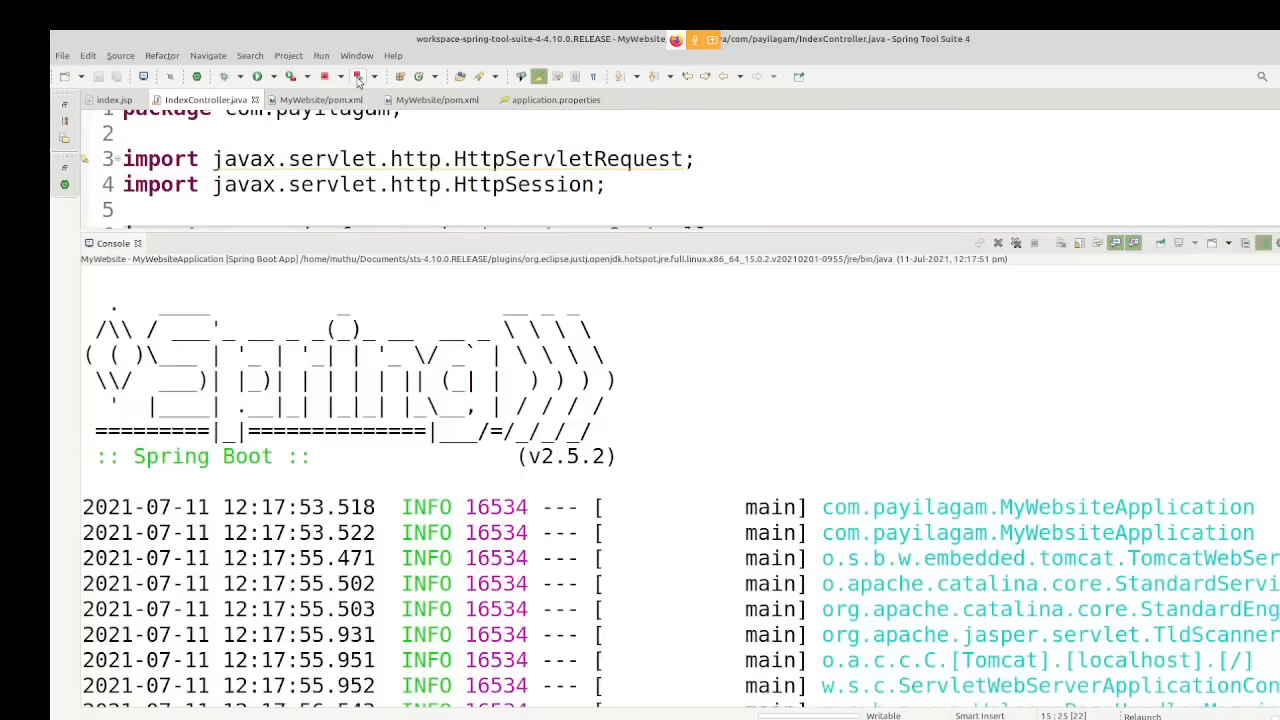 workspace-spring-tool-suite-4-4.10.0.RELEASE - MyWebsite va/com/payilagam/IndexController.java - Spring Tool Suite 4
File Edit Source Refactor Navigate Search Project Run Window Help
index.jsp IndexController.java MyWebsite/pom.xml MyWebsite/pom.xml application.properties
1 package com.payilagam;
2
3 import javax.servlet.http.HttpServletRequest;
4 import javax.servlet.http.HttpSession;
5
Console
MyWebsite - MyWebsiteApplication [Spring Boot App] /home/muthu/Documents/sts-4.10.0.RELEASE/plugins/org.eclipse.justj.openjdk.hotspot.jre.full.linux.x86_64_15.0.2.v20210201-0955/jre/bin/java (11-Jul-2021, 12:17:51 pm)
Spring
:: Spring Boot :: (v2.5.2)
2021-07-11 12:17:53.518 INFO 16534 --- [ main] com.payilagam.MyWebsiteApplication
2021-07-11 12:17:53.522 INFO 16534 --- [ main] com.payilagam.MyWebsiteApplication
2021-07-11 12:17:55.471 INFO 16534 --- [ main] o.s.b.w.embedded.tomcat.TomcatWebSer
2021-07-11 12:17:55.502 INFO 16534 --- [ main] o.apache.catalina.core.StandardServi
2021-07-11 12:17:55.503 INFO 16534 --- [ main] org.apache.catalina.core.StandardEng
2021-07-11 12:17:55.931 INFO 16534 --- [ main] org.apache.jasper.servlet.TldScanner
2021-07-11 12:17:55.951 INFO 16534 --- [ main] o.a.c.c.C.[Tomcat].[localhost].[/]
2021-07-11 12:17:55.952 INFO 16534 --- [ main] w.s.c.ServletWebServerApplicationCon
Writable Smart Insert 15 : 25 [22] Relaunch